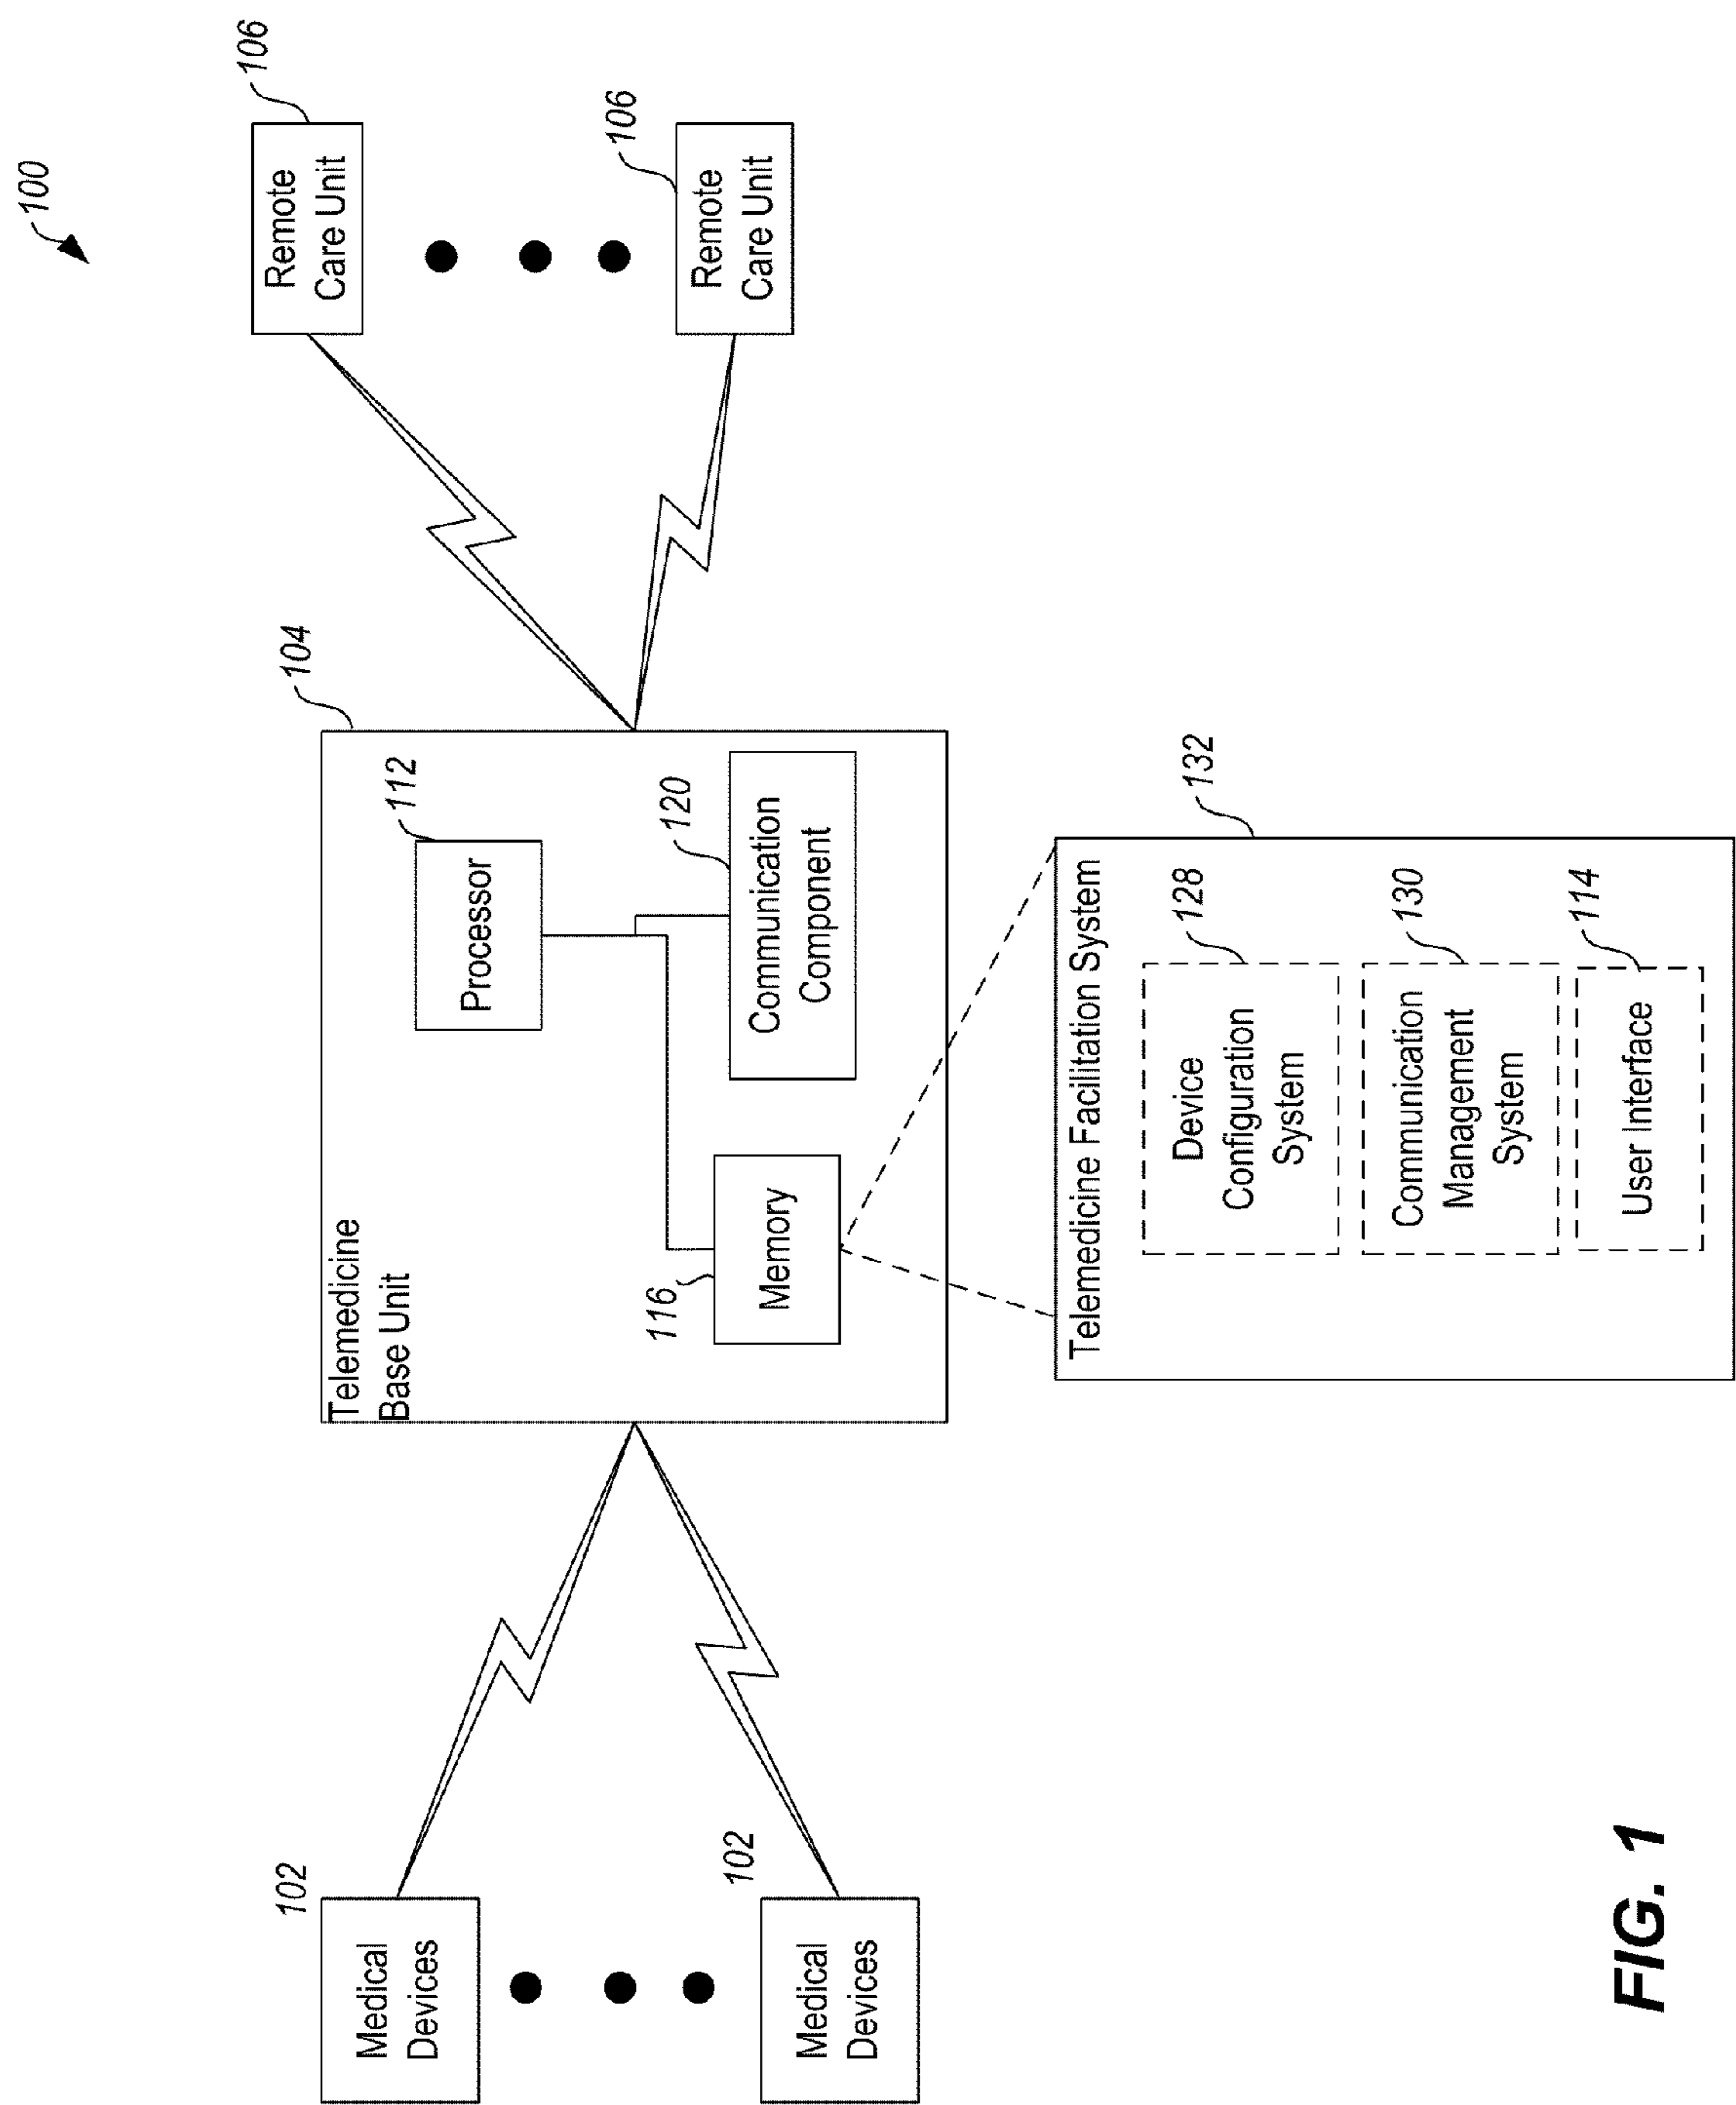 100
Telemedicine
Base Unit
104
102
Medical
Devices
102
Medical
Devices
Processor
112
116
Memory
120
Communication
Component
106
Remote
Care Unit
106
Remote
Care Unit
Telemedicine Facilitation System
132
Device
Configuration
System
128
Communication
Management
System
130
User Interface
114
FIG. 1